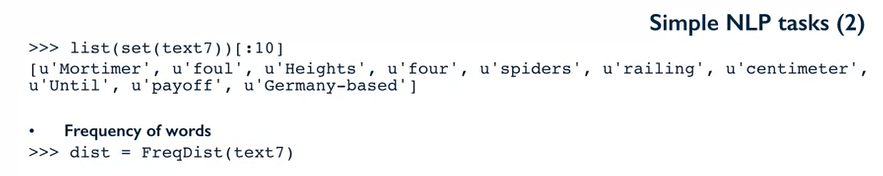 Simple NLP tasks (2)
>>> list(set(text7))[:10]
[u'Mortimer', u'foul', u'Heights', u'four', u'spiders', u'railing', u'centimeter',
u'Until', u'payoff', u'Germany-based']
• Frequency of words
>>> dist = FreqDist(text7)